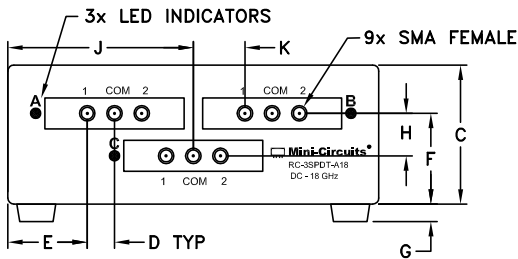 3x LED INDICATORS
J
K
9x SMA FEMALE
A
1 COM 2
1 COM 2
B
C
H
F
C
Mini-Circuits®
RC-3SPDT-A18
DC - 18 GHz
1 COM 2
E
D TYP
G